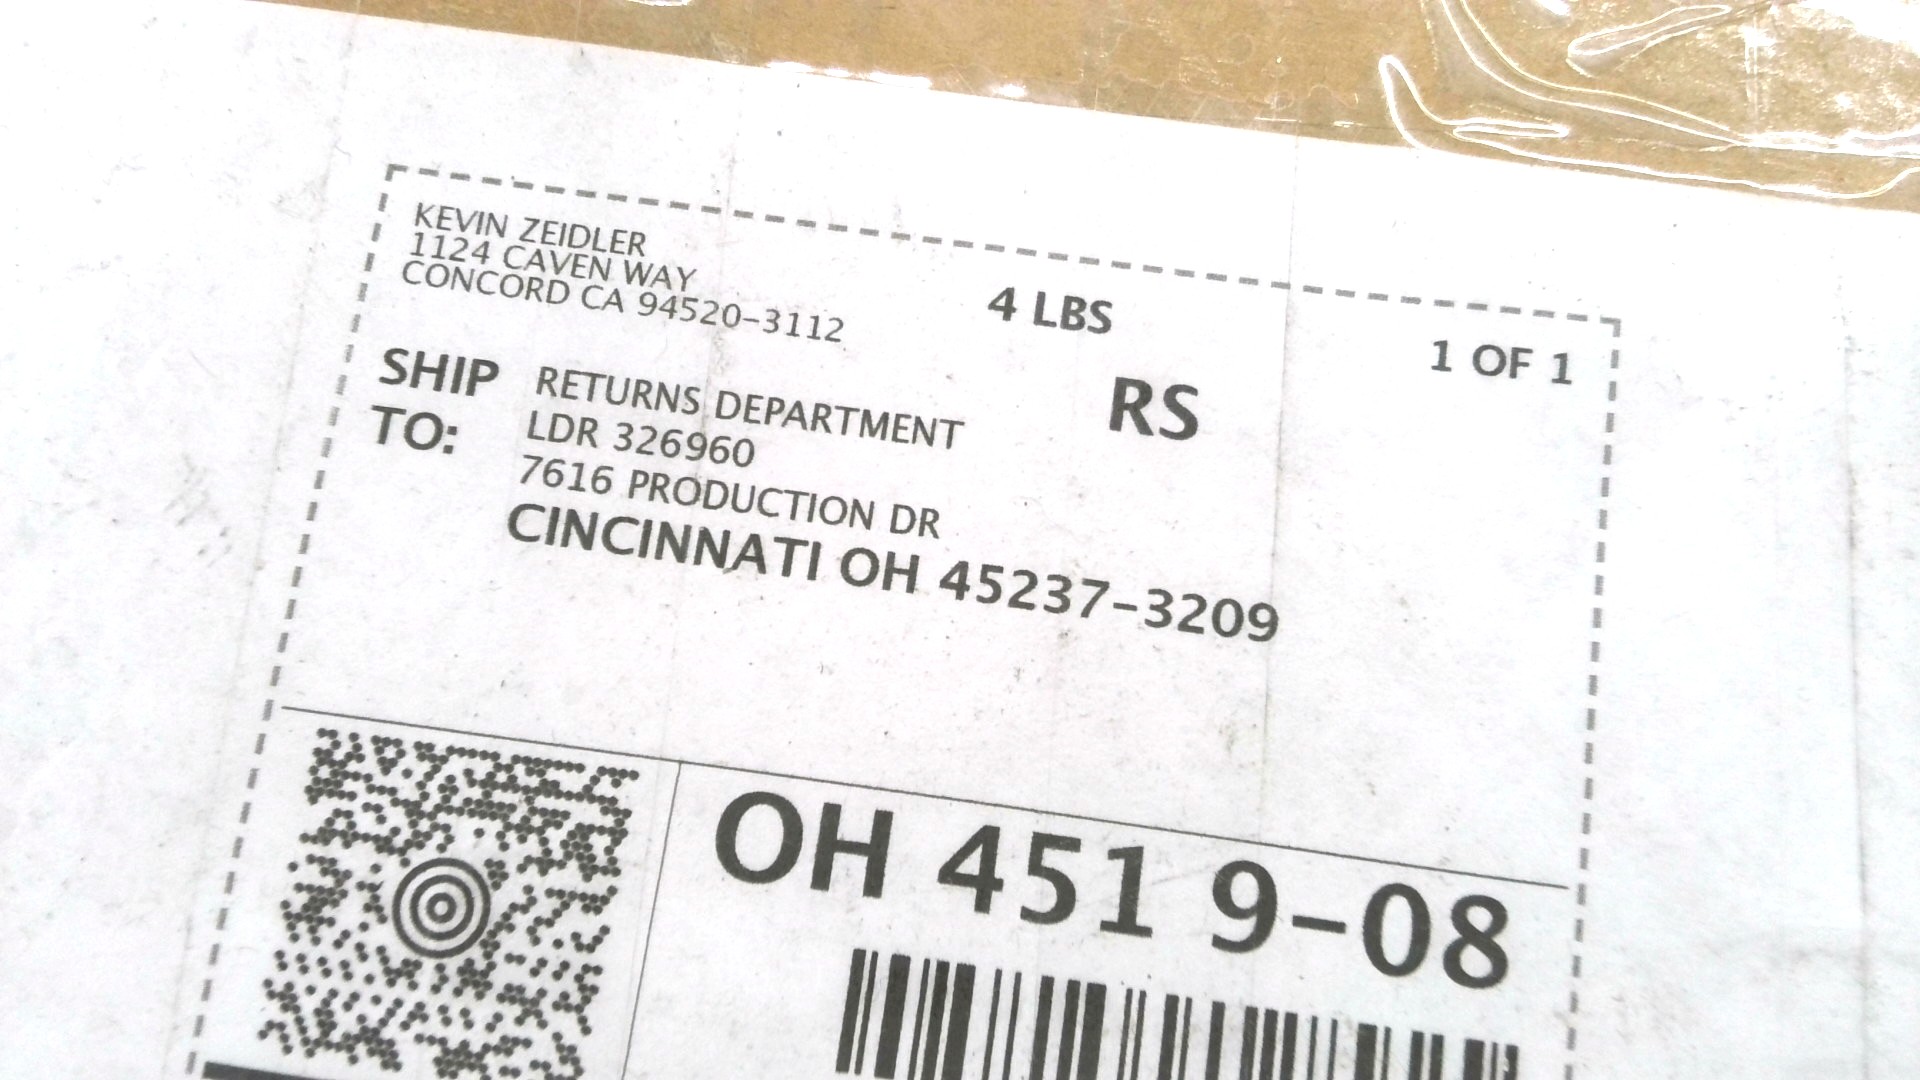 KEVIN ZEIDLER
1124 CAVEN WAY
CONCORD CA 94520-3112
4 LBS
1 OF 1
RS
SHIP TO:
RETURNS DEPARTMENT
LDR 326960
7616 PRODUCTION DR
CINCINNATI OH 45237-3209
OH 451 9-08